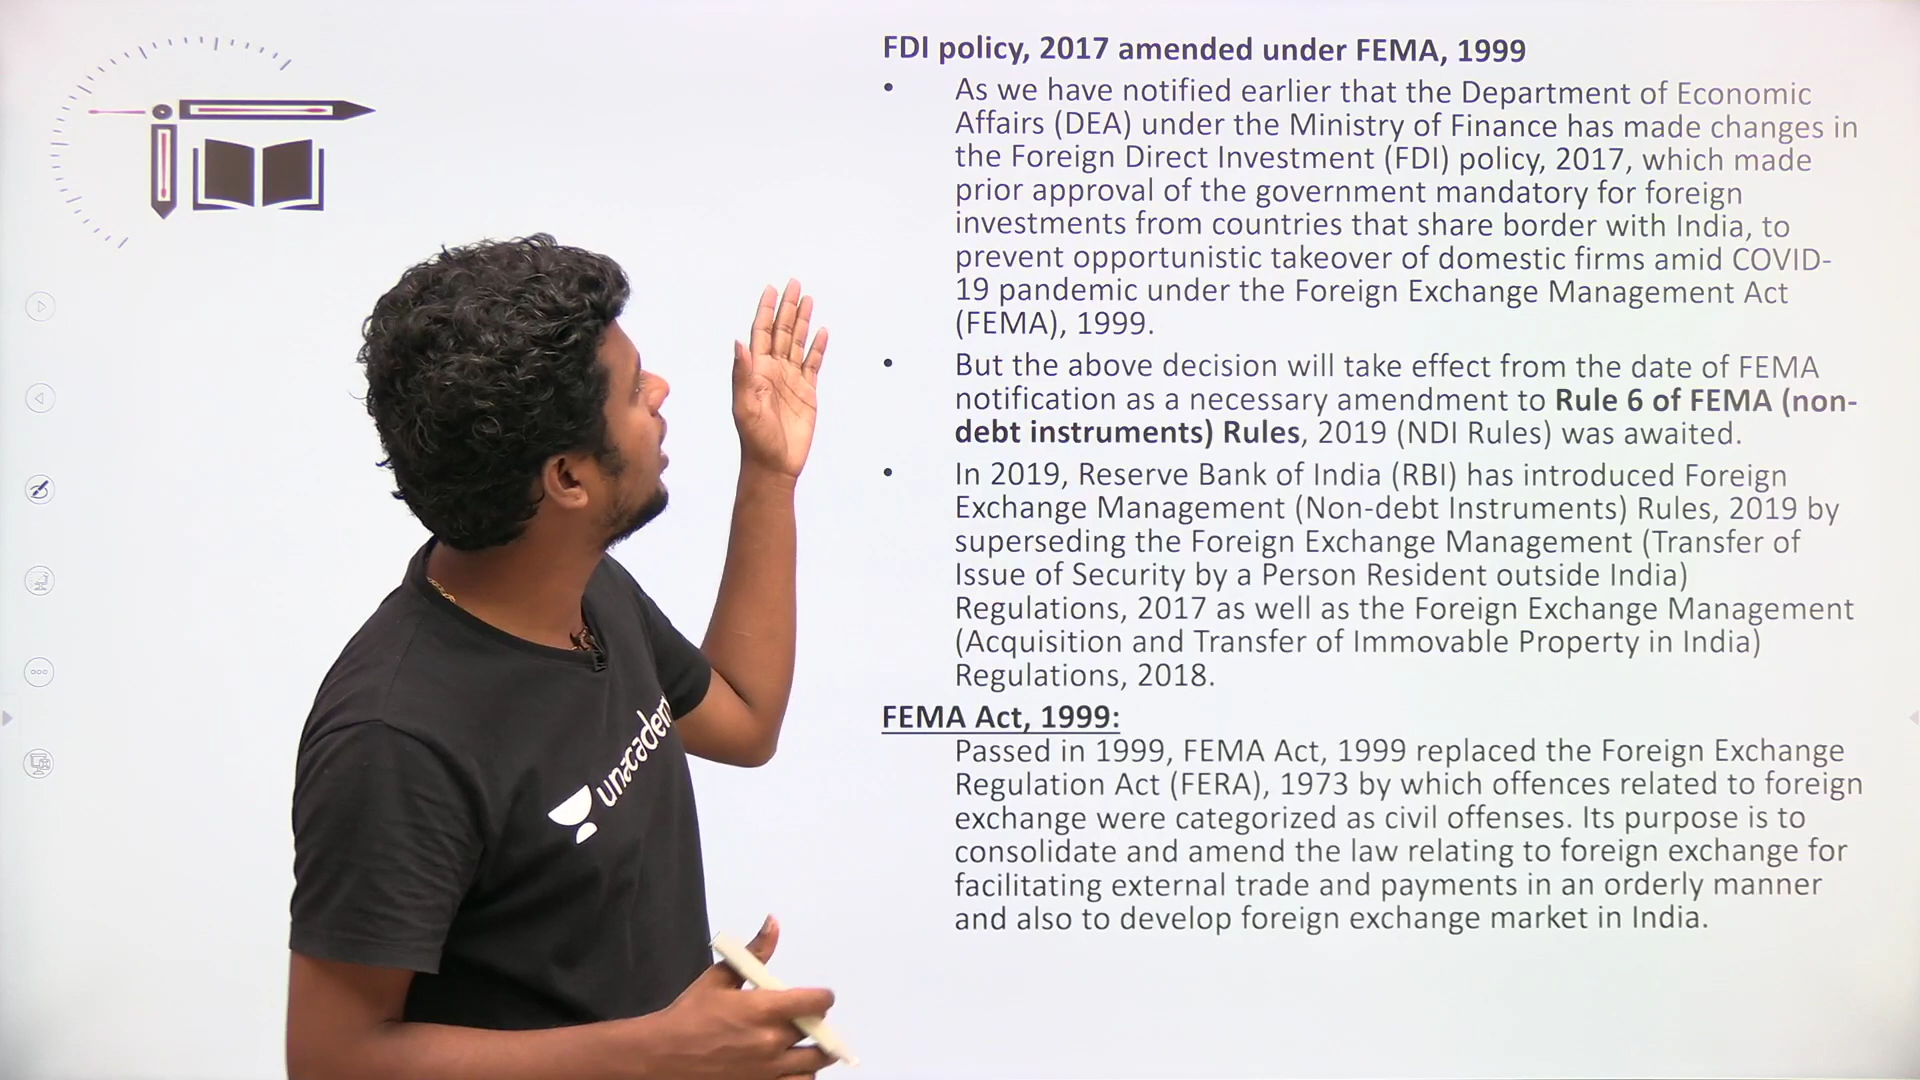 FDI policy, 2017 amended under FEMA, 1999
• As we have notified earlier that the Department of Economic
Affairs (DEA) under the Ministry of Finance has made changes in
the Foreign Direct Investment (FDI) policy, 2017, which made
prior approval of the government mandatory for foreign
investments from countries that share border with India, to
prevent opportunistic takeover of domestic firms amid COVID-
19 pandemic under the Foreign Exchange Management Act
(FEMA), 1999.
• But the above decision will take effect from the date of FEMA
notification as a necessary amendment to Rule 6 of FEMA (non-
debt instruments) Rules, 2019 (NDI Rules) was awaited.
• In 2019, Reserve Bank of India (RBI) has introduced Foreign
Exchange Management (Non-debt Instruments) Rules, 2019 by
superseding the Foreign Exchange Management (Transfer of
Issue of Security by a Person Resident outside India)
Regulations, 2017 as well as the Foreign Exchange Management
(Acquisition and Transfer of Immovable Property in India)
Regulations, 2018.
FEMA Act, 1999:
Passed in 1999, FEMA Act, 1999 replaced the Foreign Exchange
Regulation Act (FERA), 1973 by which offences related to foreign
exchange were categorized as civil offenses. Its purpose is to
consolidate and amend the law relating to foreign exchange for
facilitating external trade and payments in an orderly manner
and also to develop foreign exchange market in India.
unacadem